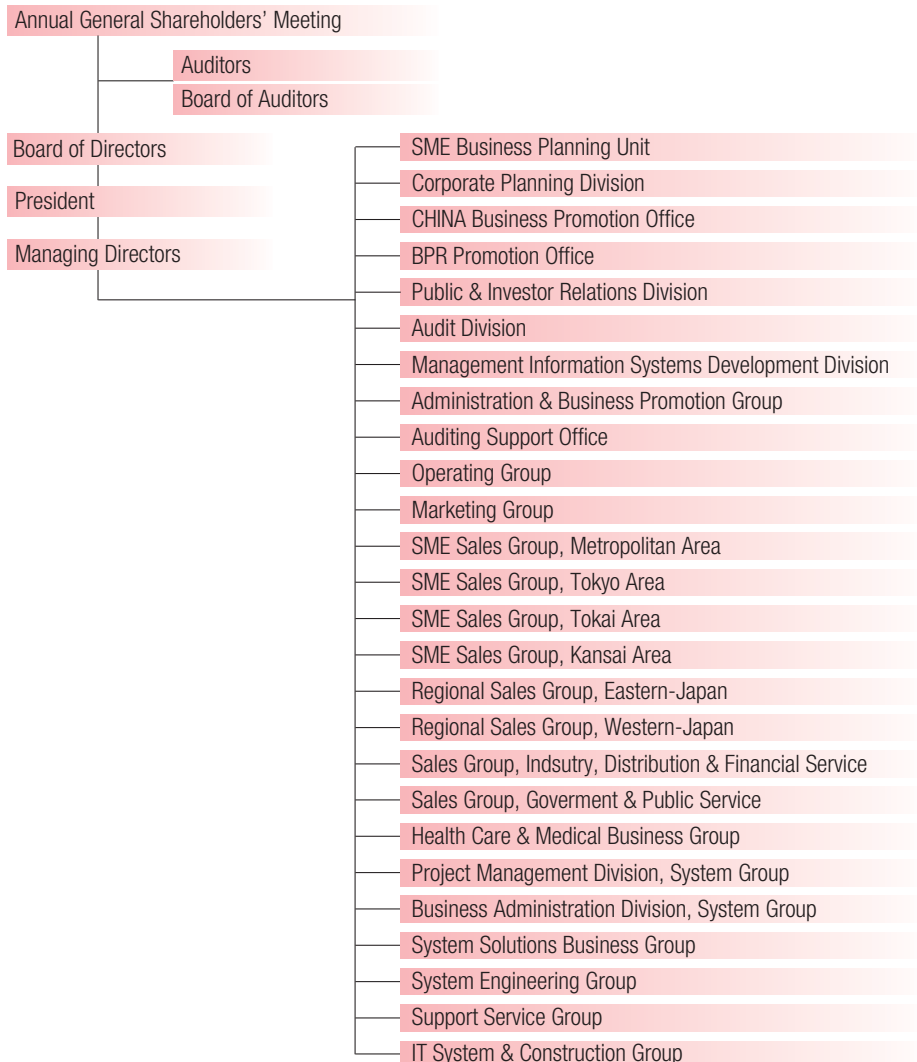 Annual General Shareholders’ Meeting
Auditors
Board of Auditors
Board of Directors
President
Managing Directors
SME Business Planning Unit
Corporate Planning Division
CHINA Business Promotion Office
BPR Promotion Office
Public & Investor Relations Division
Audit Division
Management Information Systems Development Division
Administration & Business Promotion Group
Auditing Support Office
Operating Group
Marketing Group
SME Sales Group, Metropolitan Area
SME Sales Group, Tokyo Area
SME Sales Group, Tokai Area
SME Sales Group, Kansai Area
Regional Sales Group, Eastern-Japan
Regional Sales Group, Western-Japan
Sales Group, Indsutry, Distribution & Financial Service
Sales Group, Goverment & Public Service
Health Care & Medical Business Group
Project Management Division, System Group
Business Administration Division, System Group
System Solutions Business Group
System Engineering Group
Support Service Group
IT System & Construction Group